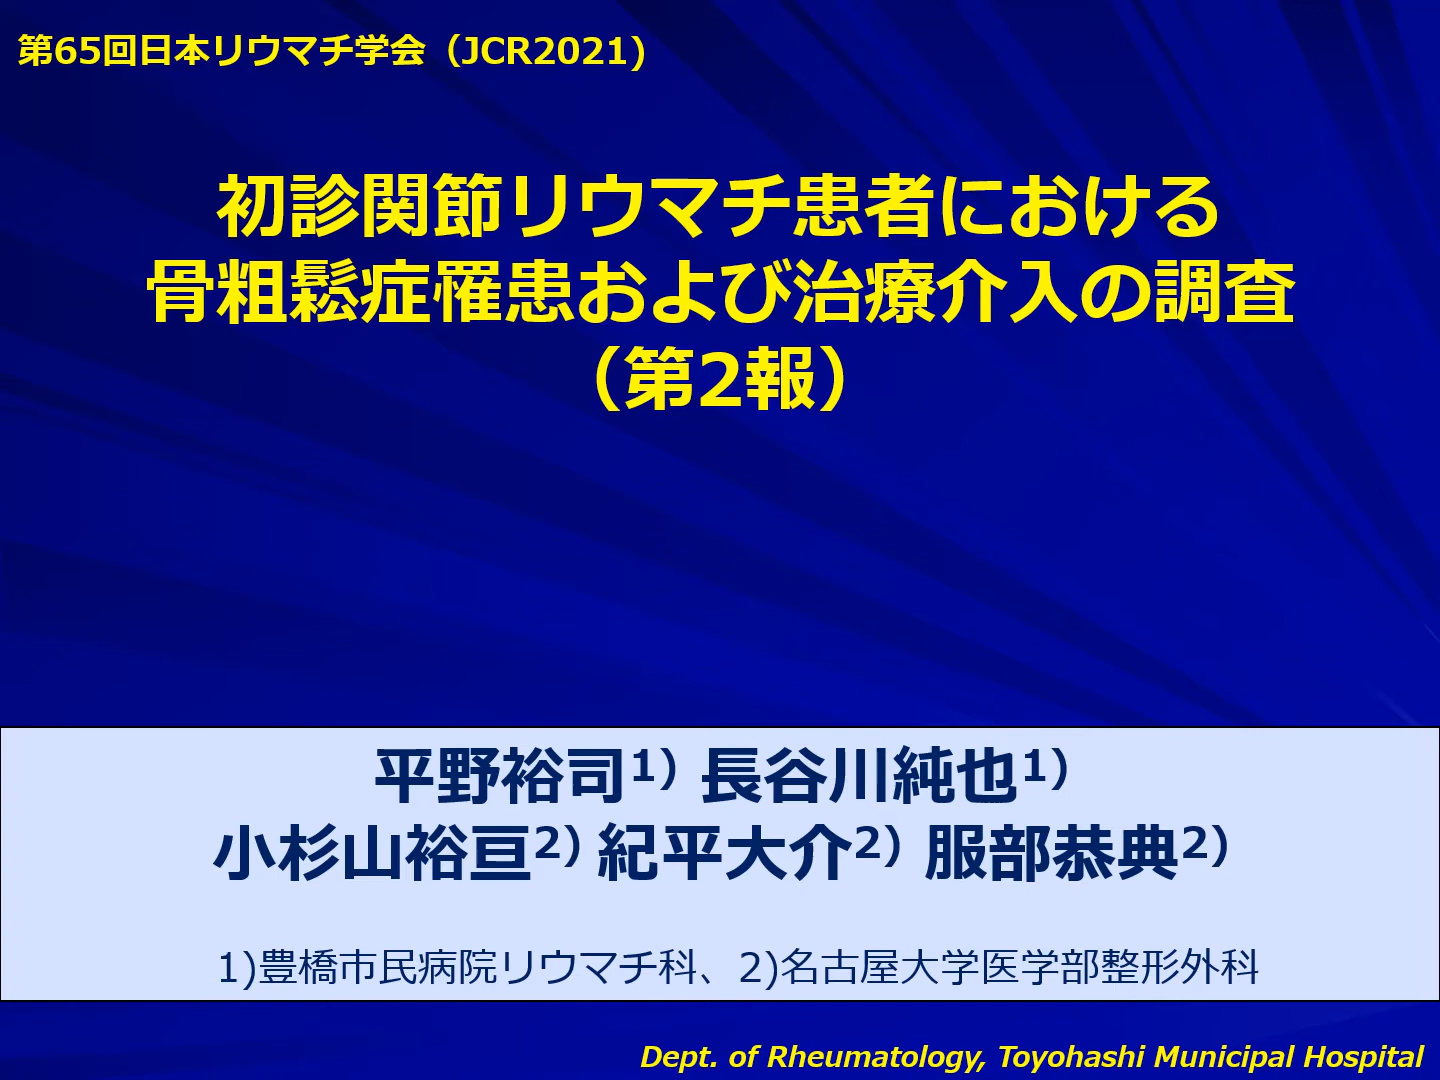 第65回日本リウマチ学会（JCR2021)
初診関節リウマチ患者における
骨粗鬆症罹患および治療介入の調査
（第2報）
平野裕司1) 長谷川純也1)
小杉山裕亘2) 紀平大介2) 服部恭典2)
1)豊橋市民病院リウマチ科、2)名古屋大学医学部整形外科
Dept. of Rheumatology, Toyohashi Municipal Hospital